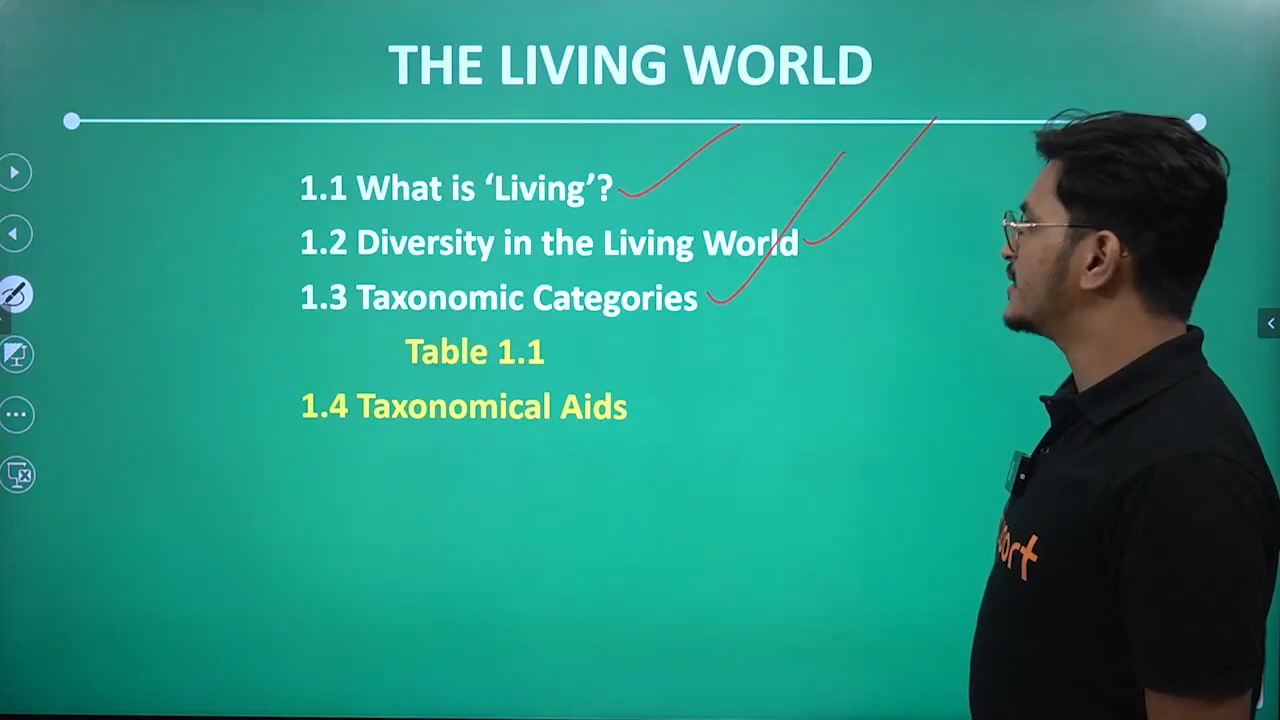 THE LIVING WORLD
1.1 What is ‘Living’?
1.2 Diversity in the Living World
1.3 Taxonomic Categories
Table 1.1
1.4 Taxonomical Aids